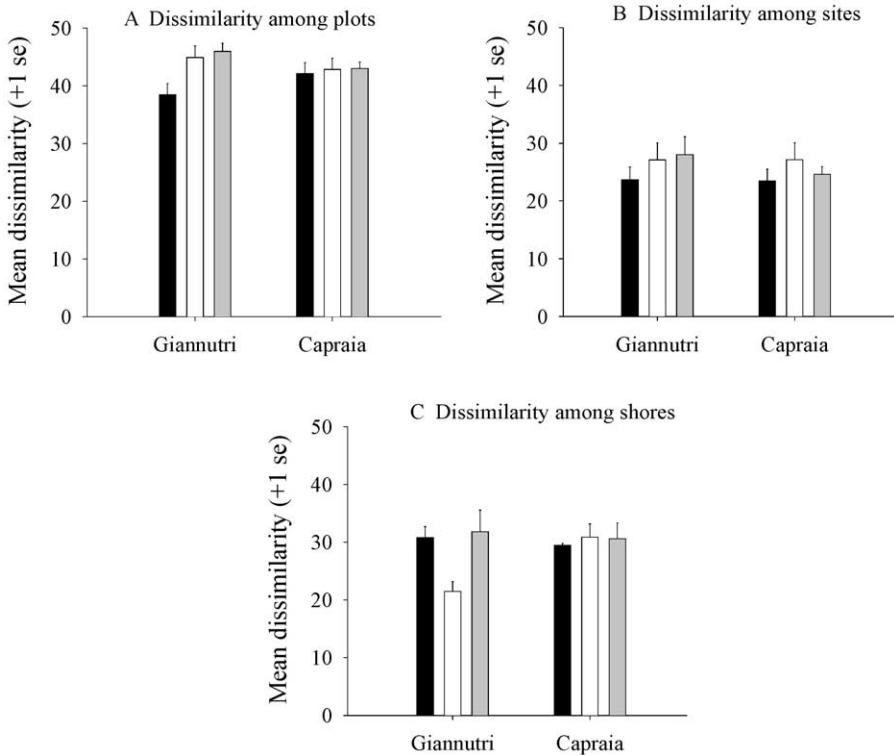 A Dissimilarity among plots
Mean dissimilarity (+1 se)
50
40
30
20
10
0
Giannutri Capraia
B Dissimilarity among sites
Mean dissimilarity (+1 se)
50
40
30
20
10
0
Giannutri Capraia
C Dissimilarity among shores
Mean dissimilarity (+1 se)
50
40
30
20
10
0
Giannutri Capraia